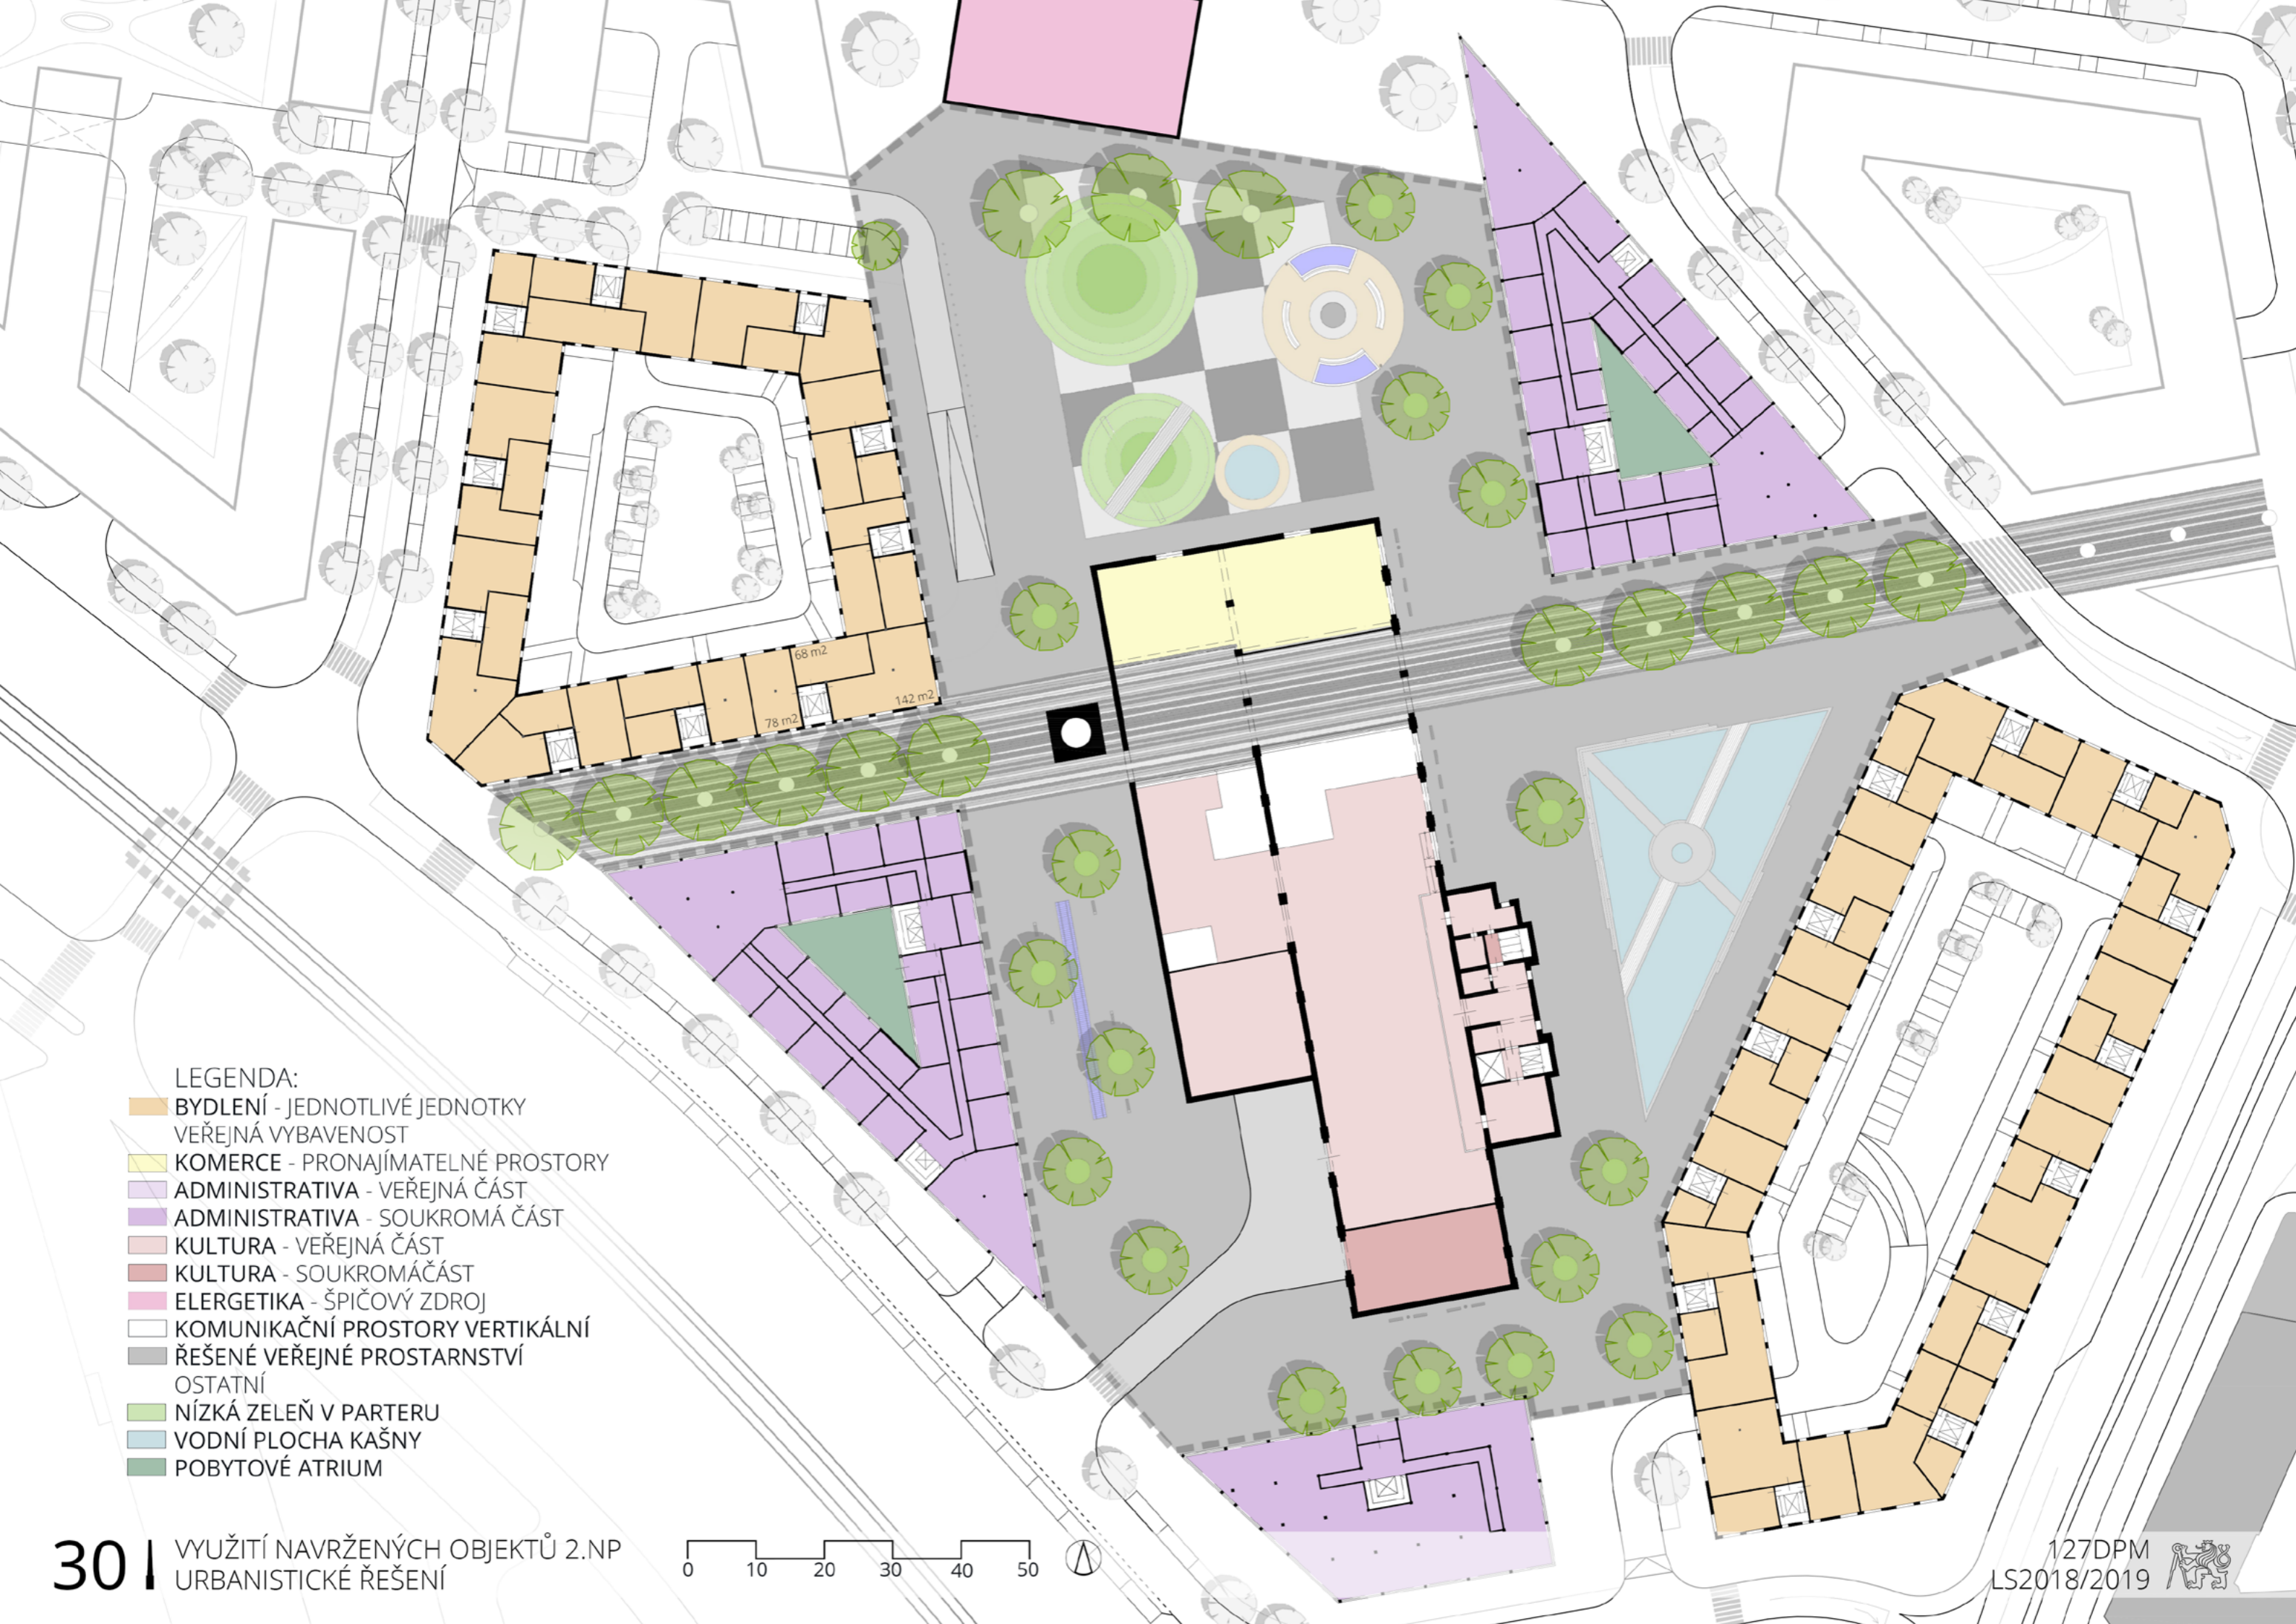 68 m2
142 m2
78 m2
LEGENDA:
BYDLENÍ - JEDNOTLIVÉ JEDNOTKY
VEŘEJNÁ VYBAVENOST
KOMERCE - PRONAJÍMATELNÉ PROSTORY
ADMINISTRATIVA - VEŘEJNÁ ČÁST
ADMINISTRATIVA - SOUKROMÁ ČÁST
KULTURA - VEŘEJNÁ ČÁST
KULTURA - SOUKROMÁČÁST
ELERGETIKA - ŠPIČOVÝ ZDROJ
KOMUNIKAČNÍ PROSTORY VERTIKÁLNÍ
ŘEŠENÉ VEŘEJNÉ PROSTARNSTVÍ
OSTATNÍ
NÍZKÁ ZELEŇ V PARTERU
VODNÍ PLOCHA KAŠNY
POBYTOVÉ ATRIUM
30
VYUŽITÍ NAVRŽENÝCH OBJEKTŮ 2.NP
URBANISTICKÉ ŘEŠENÍ
0 10 20 30 40 50
127DPM
LS2018/2019